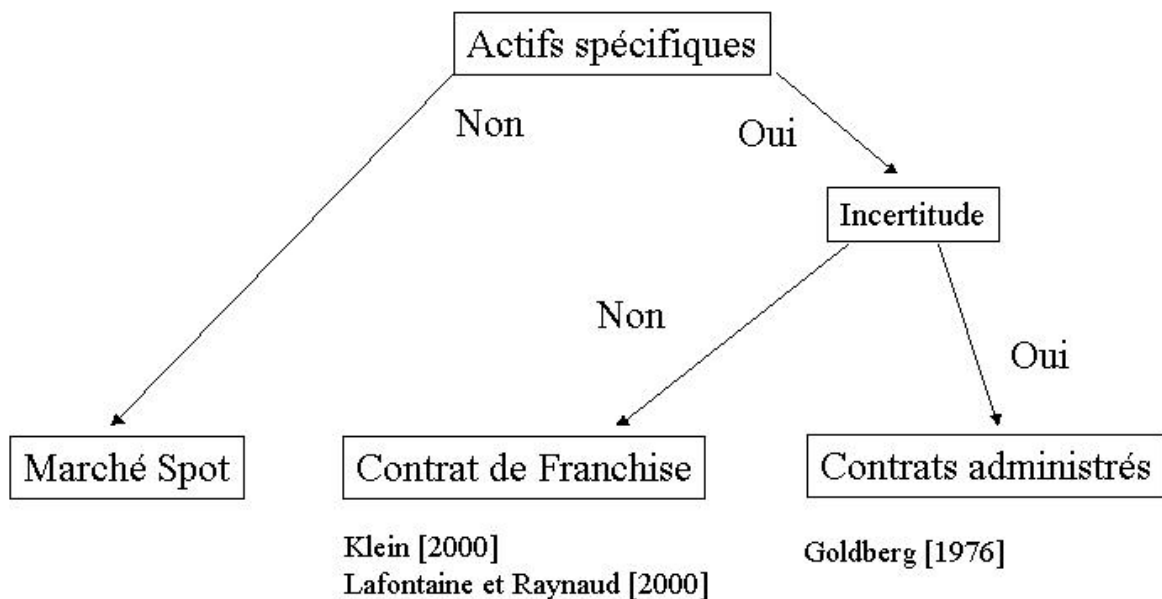 Actifs spécifiques
Non
Oui
Incertitude
Non
Oui
Marché Spot
Contrat de Franchise
Contrats administrés
Klein [2000]
Lafontaine et Raynaud [2000]
Goldberg [1976]